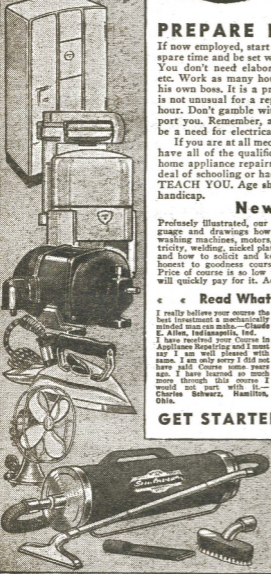 PREPARE
If now employed, start
spare time and be set w
You don't need elabor
etc. Work as many hou
his own boss. It is a pr
is not unusual for a rep
hour. Don't gamble wi
port you. Remember, a
be a need for electrica
If you are at all mec
have all of the qualific
home appliance repairn
deal of schooling or ha
TEACH YOU. Age sh
handicap.
New
Profusely illustrated, our
guage and drawings how
washing machines, motors,
tricity, welding, nickel plat
and how to solicit and k
honest to goodness cours
Price of course is so low
will quickly pay for it. Ac
« « Read What
I really believe your course the
best investment a mechanically
minded man can make.—Claude
E. Allen, Indianapolis, Ind.
I have received your Course in
Appliance Repairing and I must
say I am well pleased with
same. I am only sorry I did not
have said Course some years
ago. I have learned so much
more through this course I
would not part with it.—
Charles Schwarz, Hamilton,
Ohio.
GET STARTE